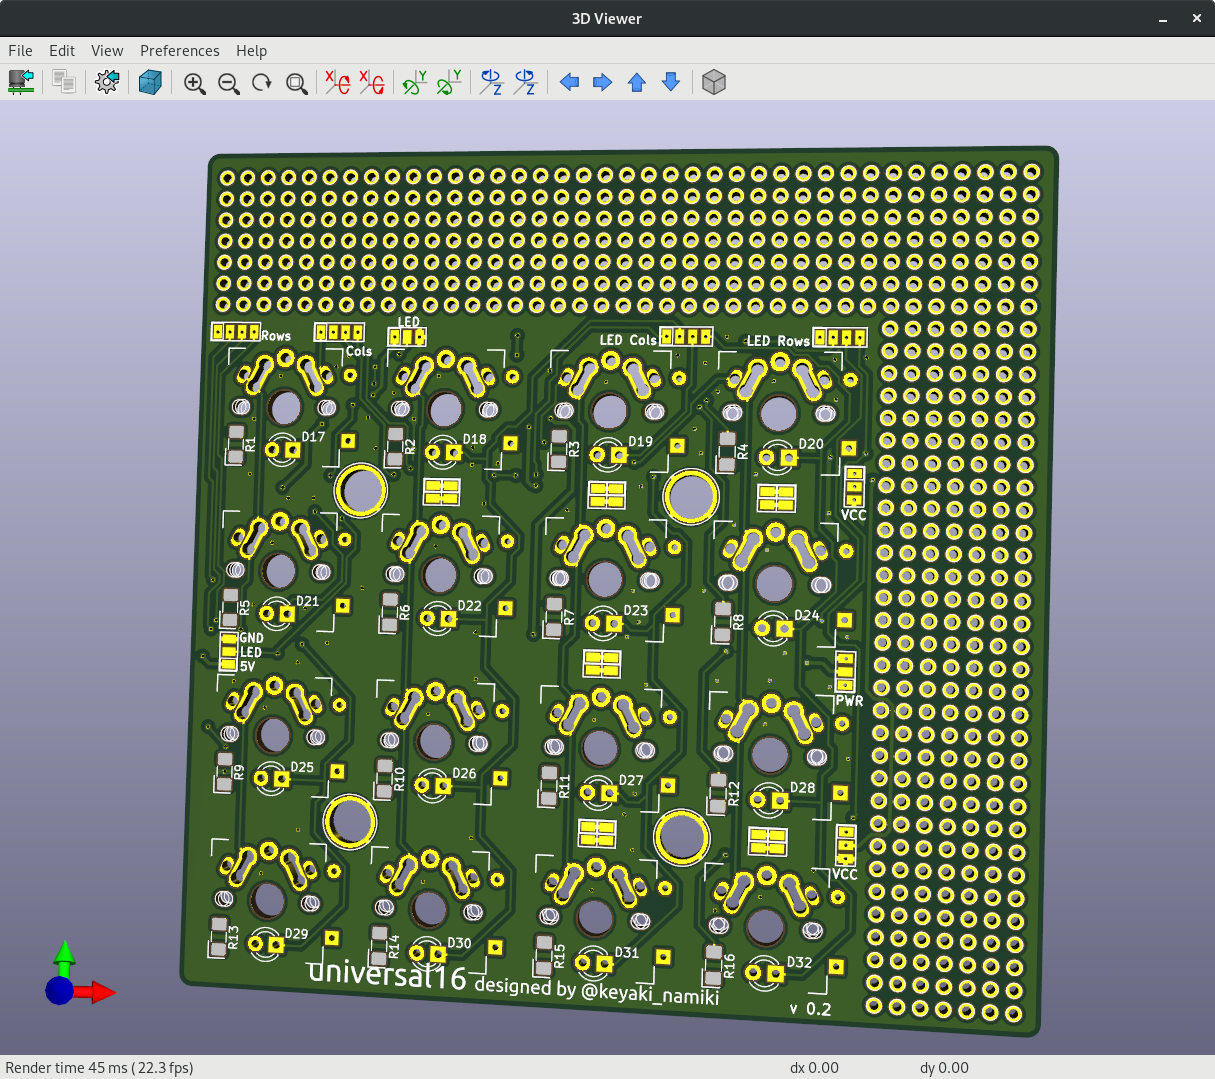 3D Viewer
File Edit View Preferences Help
X X Y Y Z Z
Rows
Cols
LED
LED Cols
LED Rows
R1 D17 R2 D18 R3 D19 R4 D20
VCC
R5 D21 R6 D22 R7 D23 R8 D24
GND
LED
5V
PWR
R9 D25 R10 D26 R11 D27 R12 D28
VCC
R13 D29 R14 D30 R15 D31 R16 D32
universal16 designed by @keyaki_namiki
v 0.2
Render time 45 ms ( 22.3 fps)
dx 0.00
dy 0.00